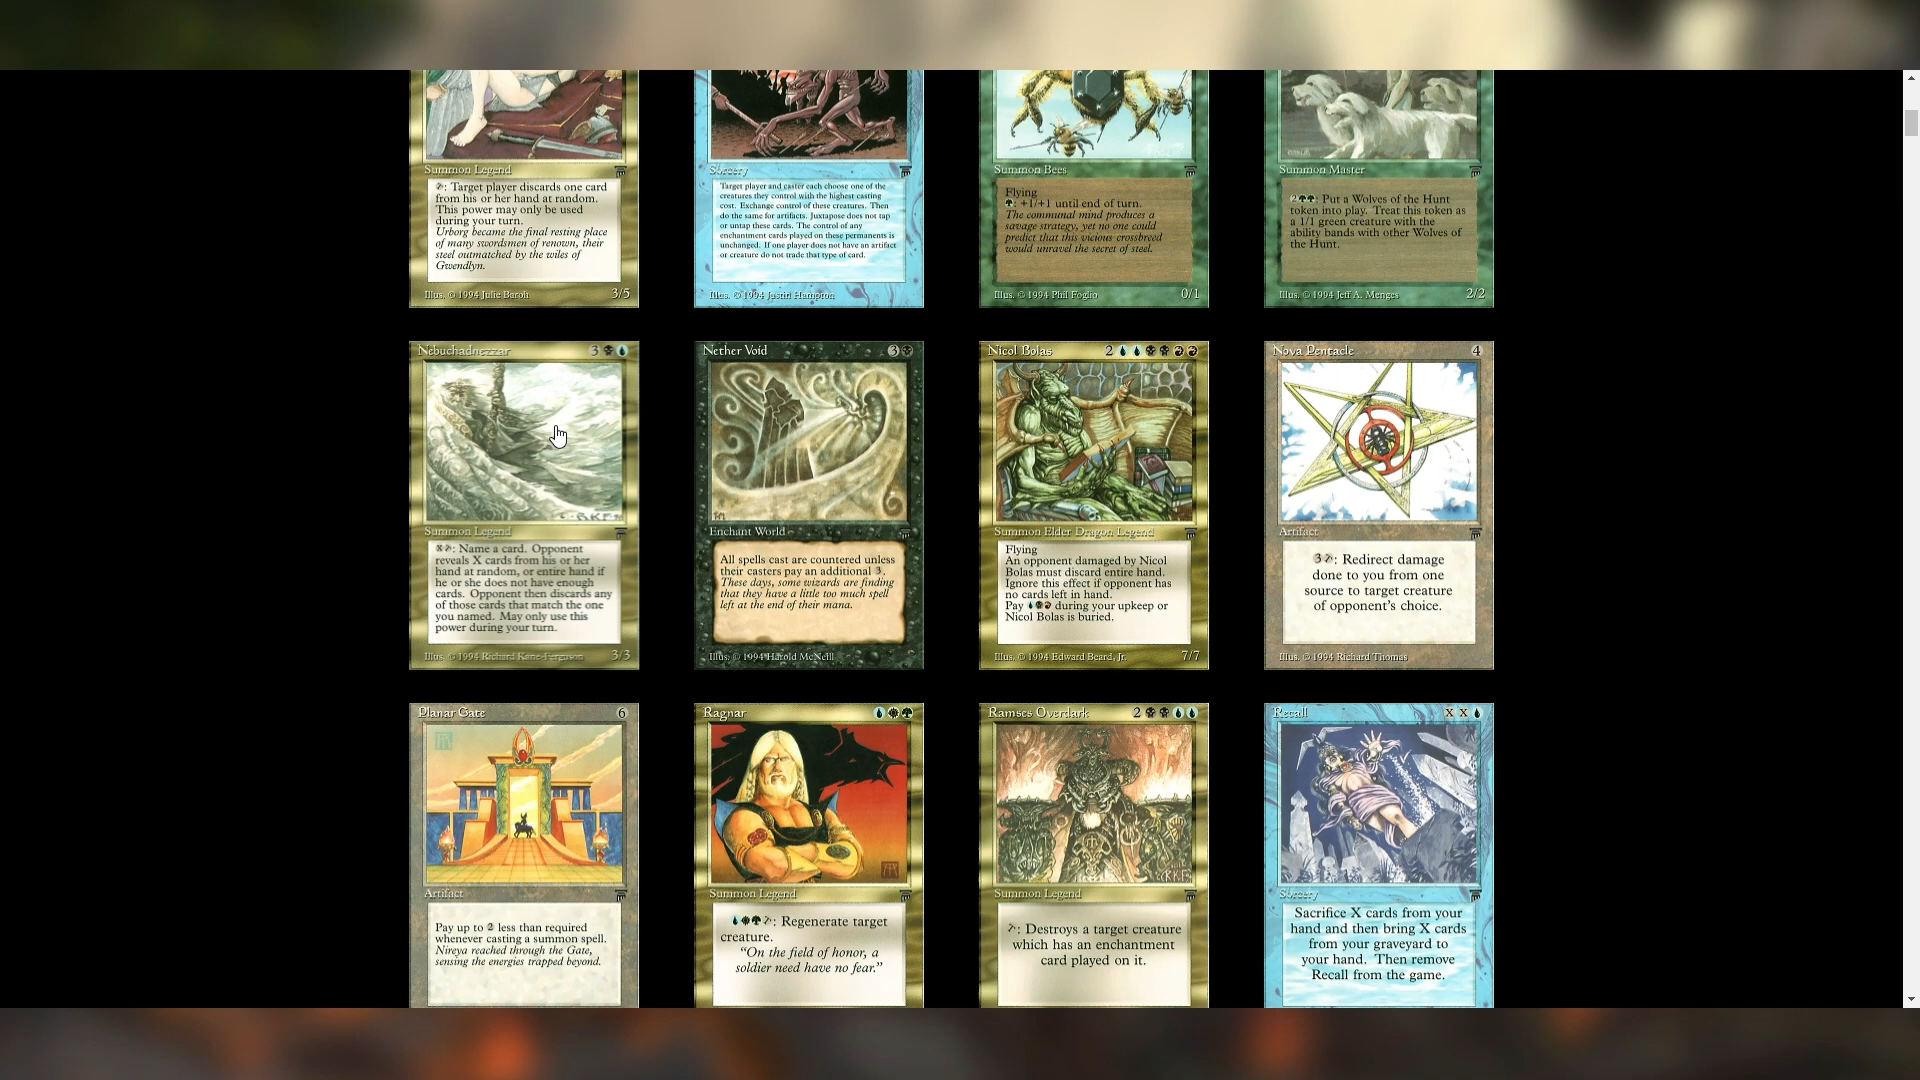 Summon Legend
: Target player discards one card
from his or her hand at random.
This power may only be used
during your turn.
Urborg became the final resting place
of many swordsmen of renown, their
steel outmatched by the wiles of
Gwendlyn.
Illus. © 1994 Julie Baroh 3/5
Sorcery
Target player and caster each choose one of the
creatures they control with the highest casting
cost. Exchange control of these creatures. Then
do the same for artifacts. Juxtapose does not tap
or untap these cards. The control of any
enchantment cards played on these permanents is
unchanged. If one player does not have an artifact
or creature do not trade that type of card.
Illus. © 1994 Justin Hampton
Summon Bees
Flying
: +1/+1 until end of turn.
The communal mind produces a
savage strategy, yet no one could
predict that this vicious crossbreed
would unravel the secret of steel.
Illus. © 1994 Phil Foglio 0/1
Summon Master
2: Put a Wolves of the Hunt
token into play. Treat this token as
a 1/1 green creature with the
ability bands with other Wolves of
the Hunt.
Illus. © 1994 Jeff A. Menges 2/2
Nebuchadnezzar 3
Summon Legend
X: Name a card. Opponent
reveals X cards from his or her
hand at random, or entire hand if
he or she does not have enough
cards. Opponent then discards any
of those cards that match the one
you named. May only use this
power during your turn.
Illus. © 1994 Richard Kane-Ferguson 3/3
Nether Void 3
Enchant World
All spells cast are countered unless
their casters pay an additional 3.
These days, some wizards are finding
that they have a little too much spell
left at the end of their mana.
Illus. © 1994 Harold McNeill
Nicol Bolas 2
Summon Elder Dragon Legend
Flying
An opponent damaged by Nicol
Bolas must discard entire hand.
Ignore this effect if opponent has
no cards left in hand.
Pay during your upkeep or
Nicol Bolas is buried.
Illus. © 1994 Edward Beard, Jr. 7/7
Nova Pentacle 4
Artifact
3: Redirect damage
done to you from one
source to target creature
of opponent's choice.
Illus. © 1994 Richard Thomas
Planar Gate 6
Artifact
Pay up to 2 less than required
whenever casting a summon spell.
Nireya reached through the Gate,
sensing the energies trapped beyond.
Ragnar
Summon Legend
: Regenerate target
creature.
"On the field of honor, a
soldier need have no fear."
Ramses Overdark 2
Summon Legend
: Destroys a target creature
which has an enchantment
card played on it.
Recall X X
Sorcery
Sacrifice X cards from your
hand and then bring X cards
from your graveyard to
your hand. Then remove
Recall from the game.